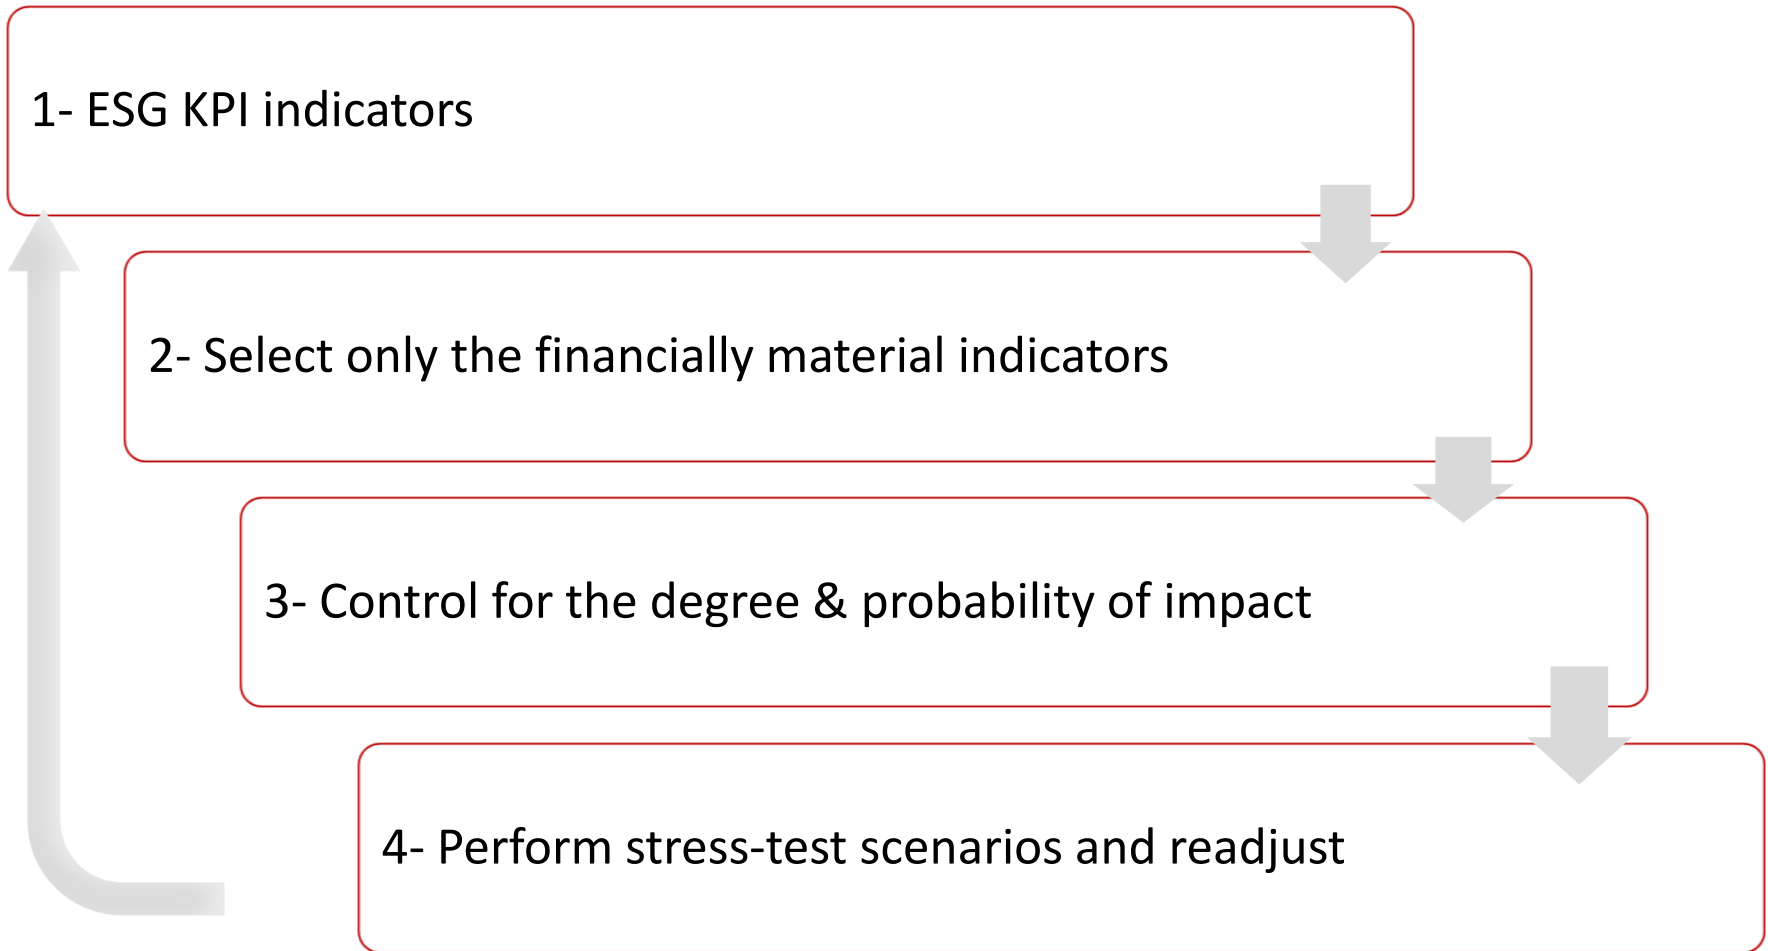 1- ESG KPI indicators
2- Select only the financially material indicators
3- Control for the degree & probability of impact
4- Perform stress-test scenarios and readjust